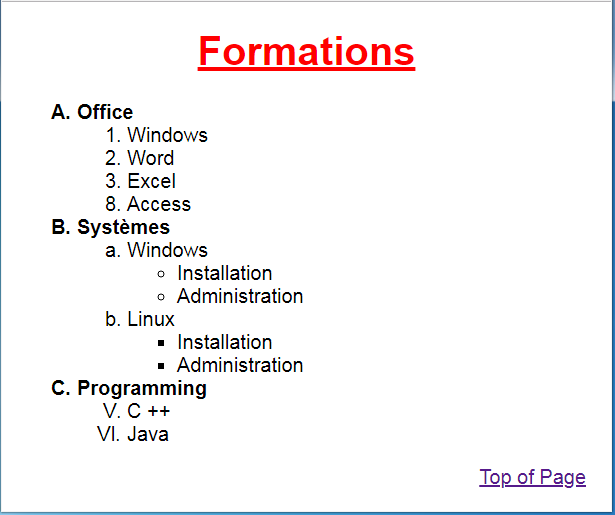 Formations
A. Office
1. Windows
2. Word
3. Excel
8. Access
B. Systèmes
a. Windows
○ Installation
○ Administration
b. Linux
■ Installation
■ Administration
C. Programming
V. C ++
VI. Java
Top of Page